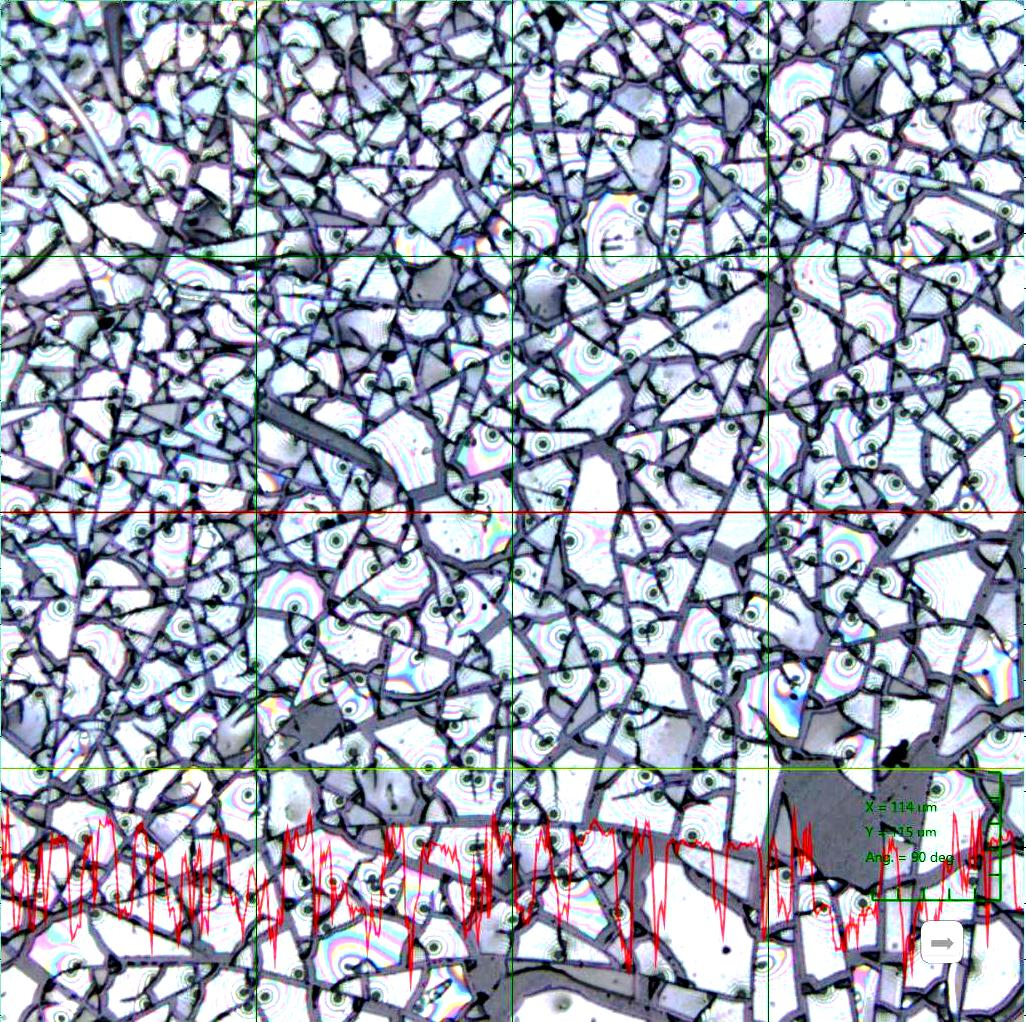 X = 114 um
Y = 115 um
Ang. = 90 deg